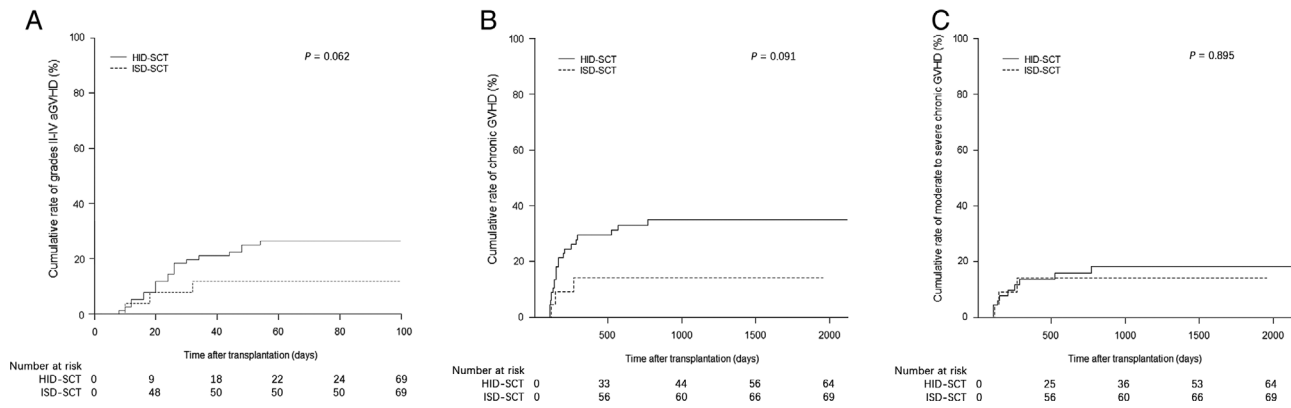 A
Cumulative rate of grades II-IV aGVHD (%)
100
80
60
40
20
0
HID-SCT
ISD-SCT
P = 0.062
0 20 40 60 80 100
Time after transplantation (days)
Number at risk
HID-SCT 0 9 18 22 24 69
ISD-SCT 0 48 50 50 50 69
B
Cumulative rate of chronic GVHD (%)
100
80
60
40
20
0
HID-SCT
ISD-SCT
P = 0.091
500 1000 1500 2000
Time after transplantation (days)
Number at risk
HID-SCT 0 33 44 56 64
ISD-SCT 0 56 60 66 69
C
Cumulative rate of moderate to severe chronic GVHD (%)
100
80
60
40
20
0
HID-SCT
ISD-SCT
P = 0.895
0 500 1000 1500 2000
Time after transplantation (days)
Number at risk
HID-SCT 0 25 36 53 64
ISD-SCT 0 56 60 66 69